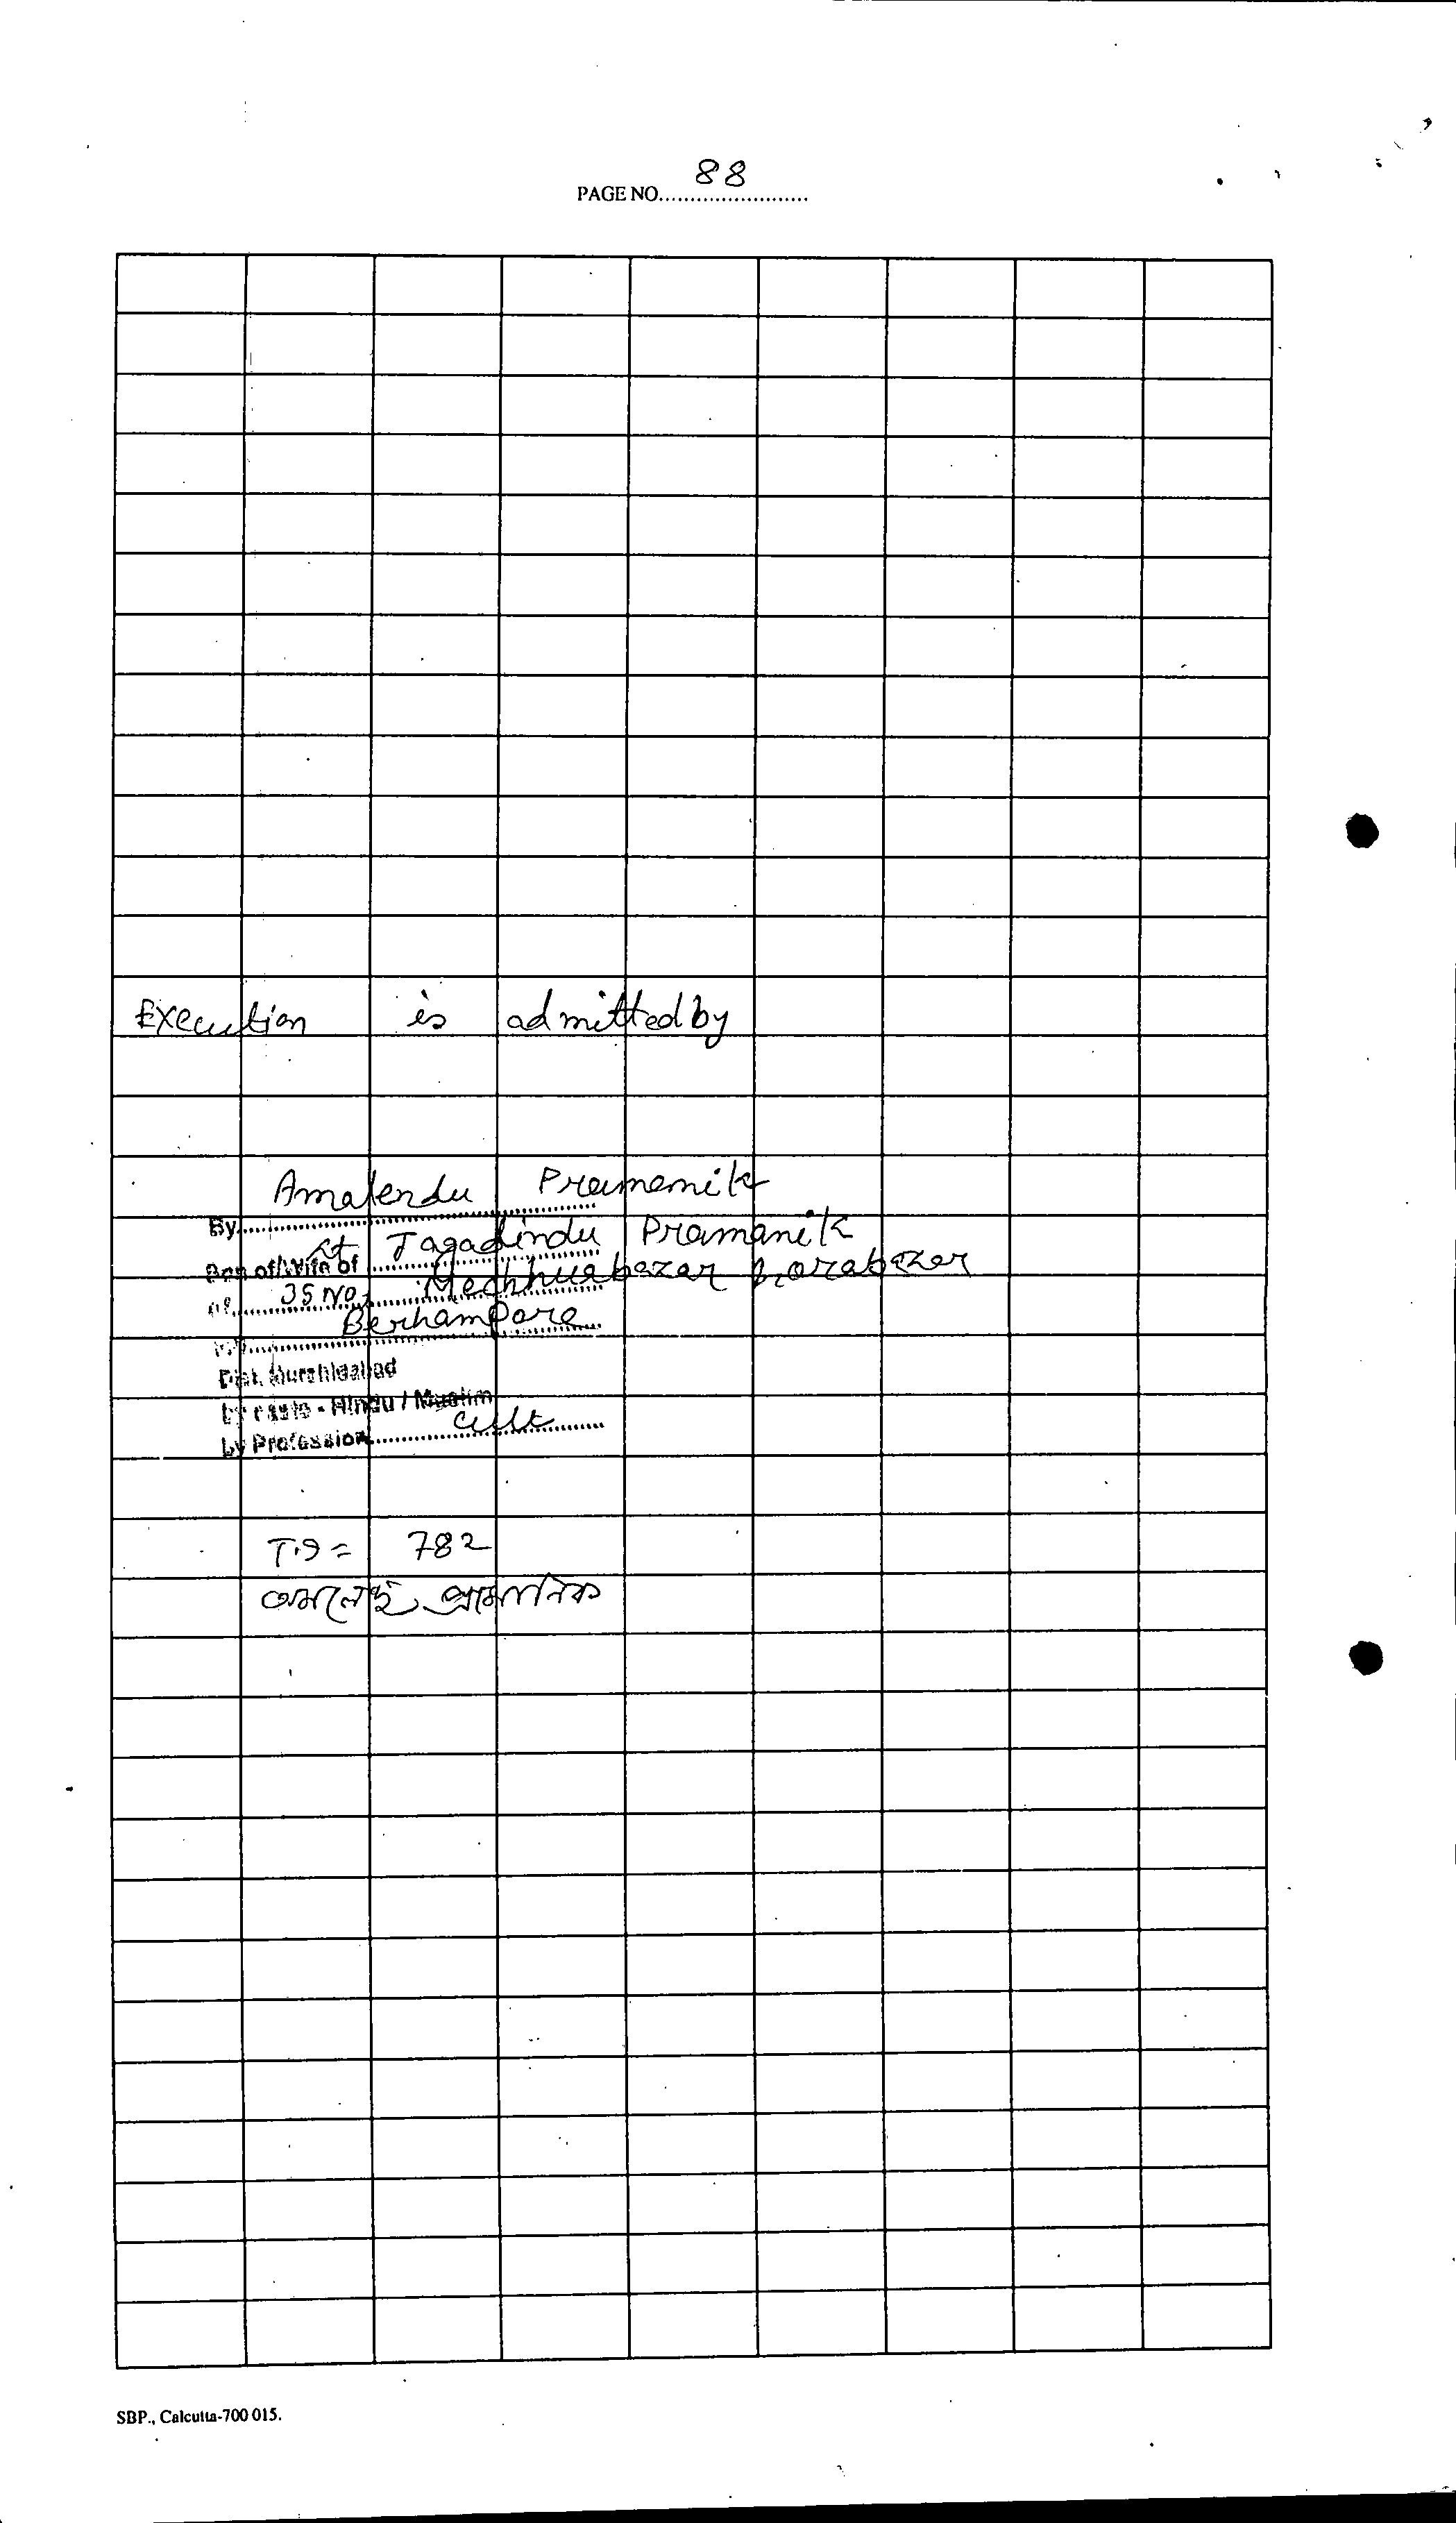 88
PAGE NO........................
Execution is admitted by
Amalendu Pramanik
By
Lt. Jagadindu Pramanik
Son of/Wife of
of 35 No, Mechhuabazar
Berhampore
Dist. Murshidabad
by caste - Hindu / Muslim
by Profession Cult
T.I = 782
অমলেন্দু প্রামানিক
SBP., Calcutta-700 015.